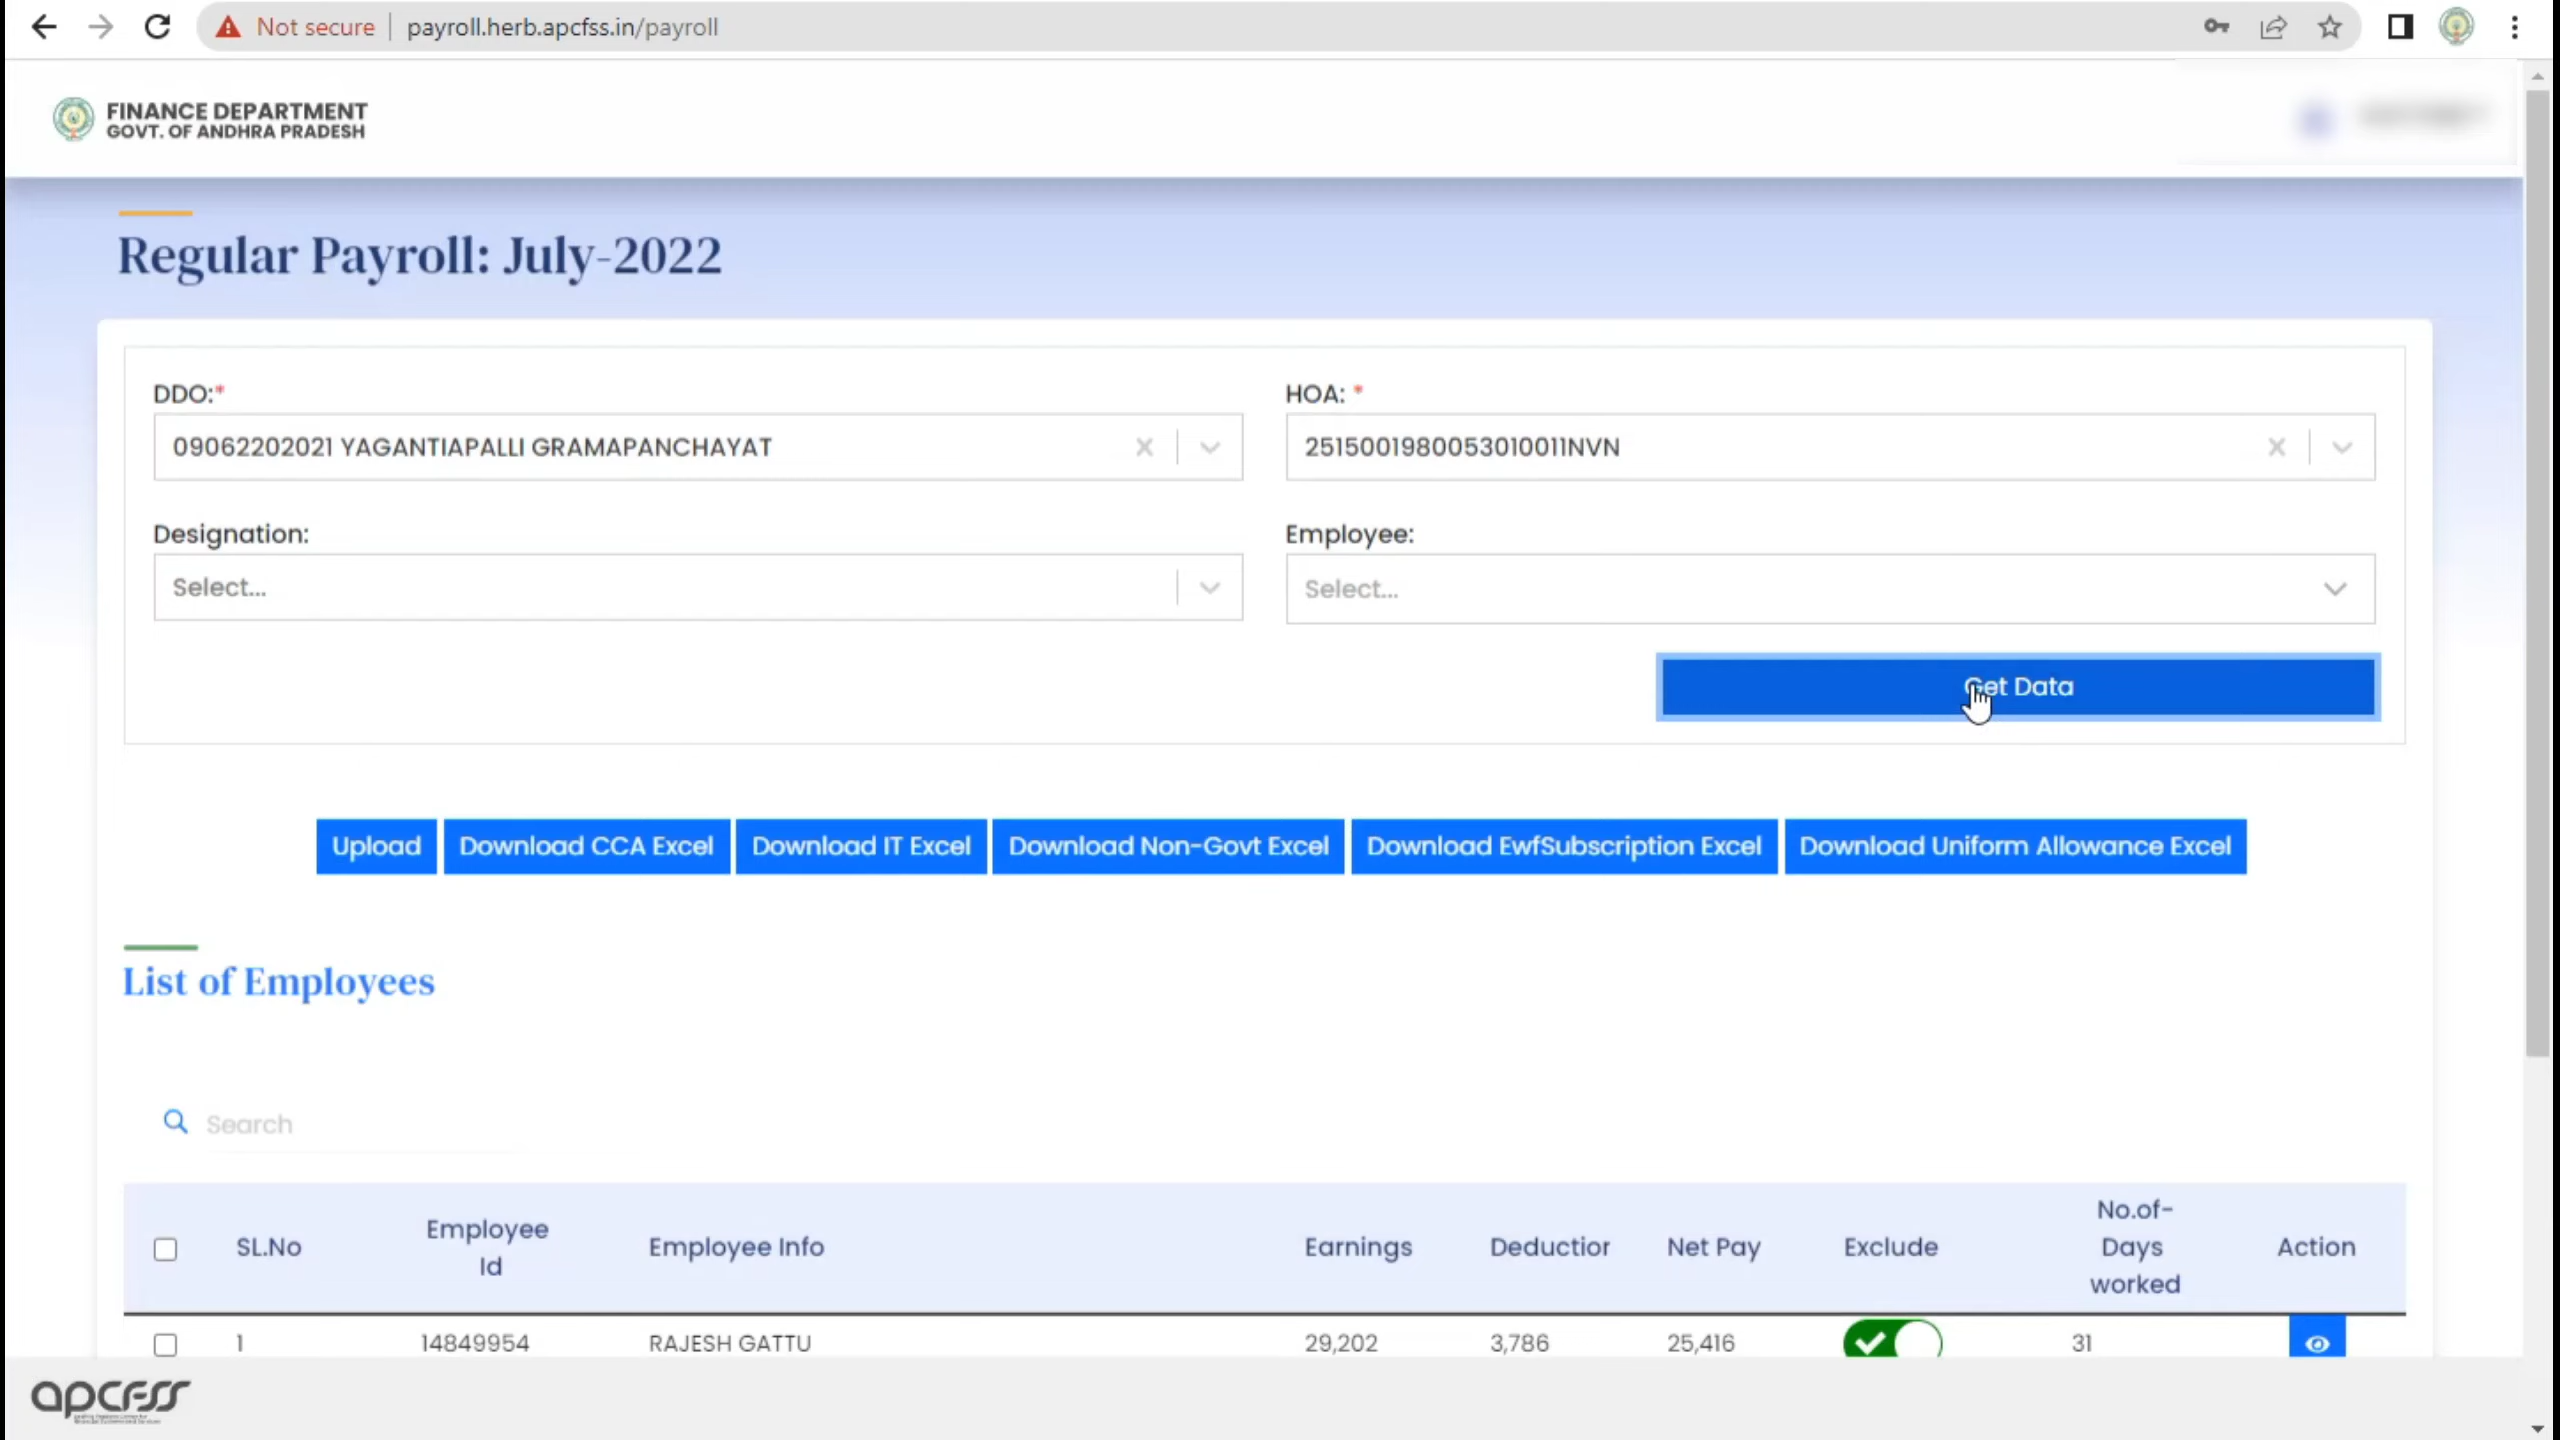 Not secure payroll.herb.apcfss.in/payroll
FINANCE DEPARTMENT
GOVT. OF ANDHRA PRADESH
Regular Payroll: July-2022
DDO:* HOA: *
09062202021 YAGANTIAPALLI GRAMAPANCHAYAT 2515001980053010011NVN
Designation: Employee:
Select... Select...
Get Data
Upload Download CCA Excel Download IT Excel Download Non-Govt Excel Download EwfSubscription Excel Download Uniform Allowance Excel
List of Employees
Search
SL.No Employee Id Employee Info Earnings Deductior Net Pay Exclude No.of-Days worked Action
1 14849954 RAJESH GATTU 29,202 3,786 25,416 31
apcfss